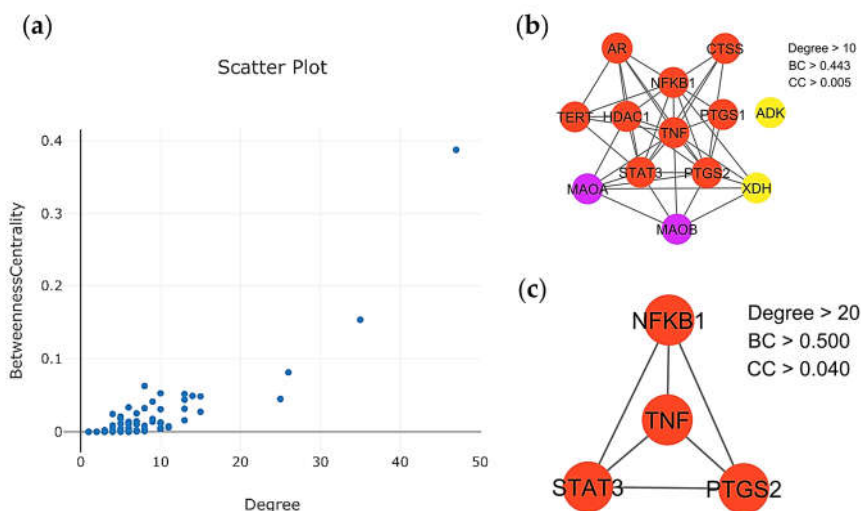 (a)
Scatter Plot
BetweennessCentrality
0.4
0.3
0.2
0.1
0
0
10
20
30
40
50
Degree
(b)
AR
CTSS
Degree > 10
BC > 0.443
CC > 0.005
NFKB1
TERT
HDAC1
PTGS1
ADK
TNF
STAT3
PTGS2
MAOA
XDH
MAOB
(c)
NFKB1
Degree > 20
BC > 0.500
CC > 0.040
TNF
STAT3
PTGS2